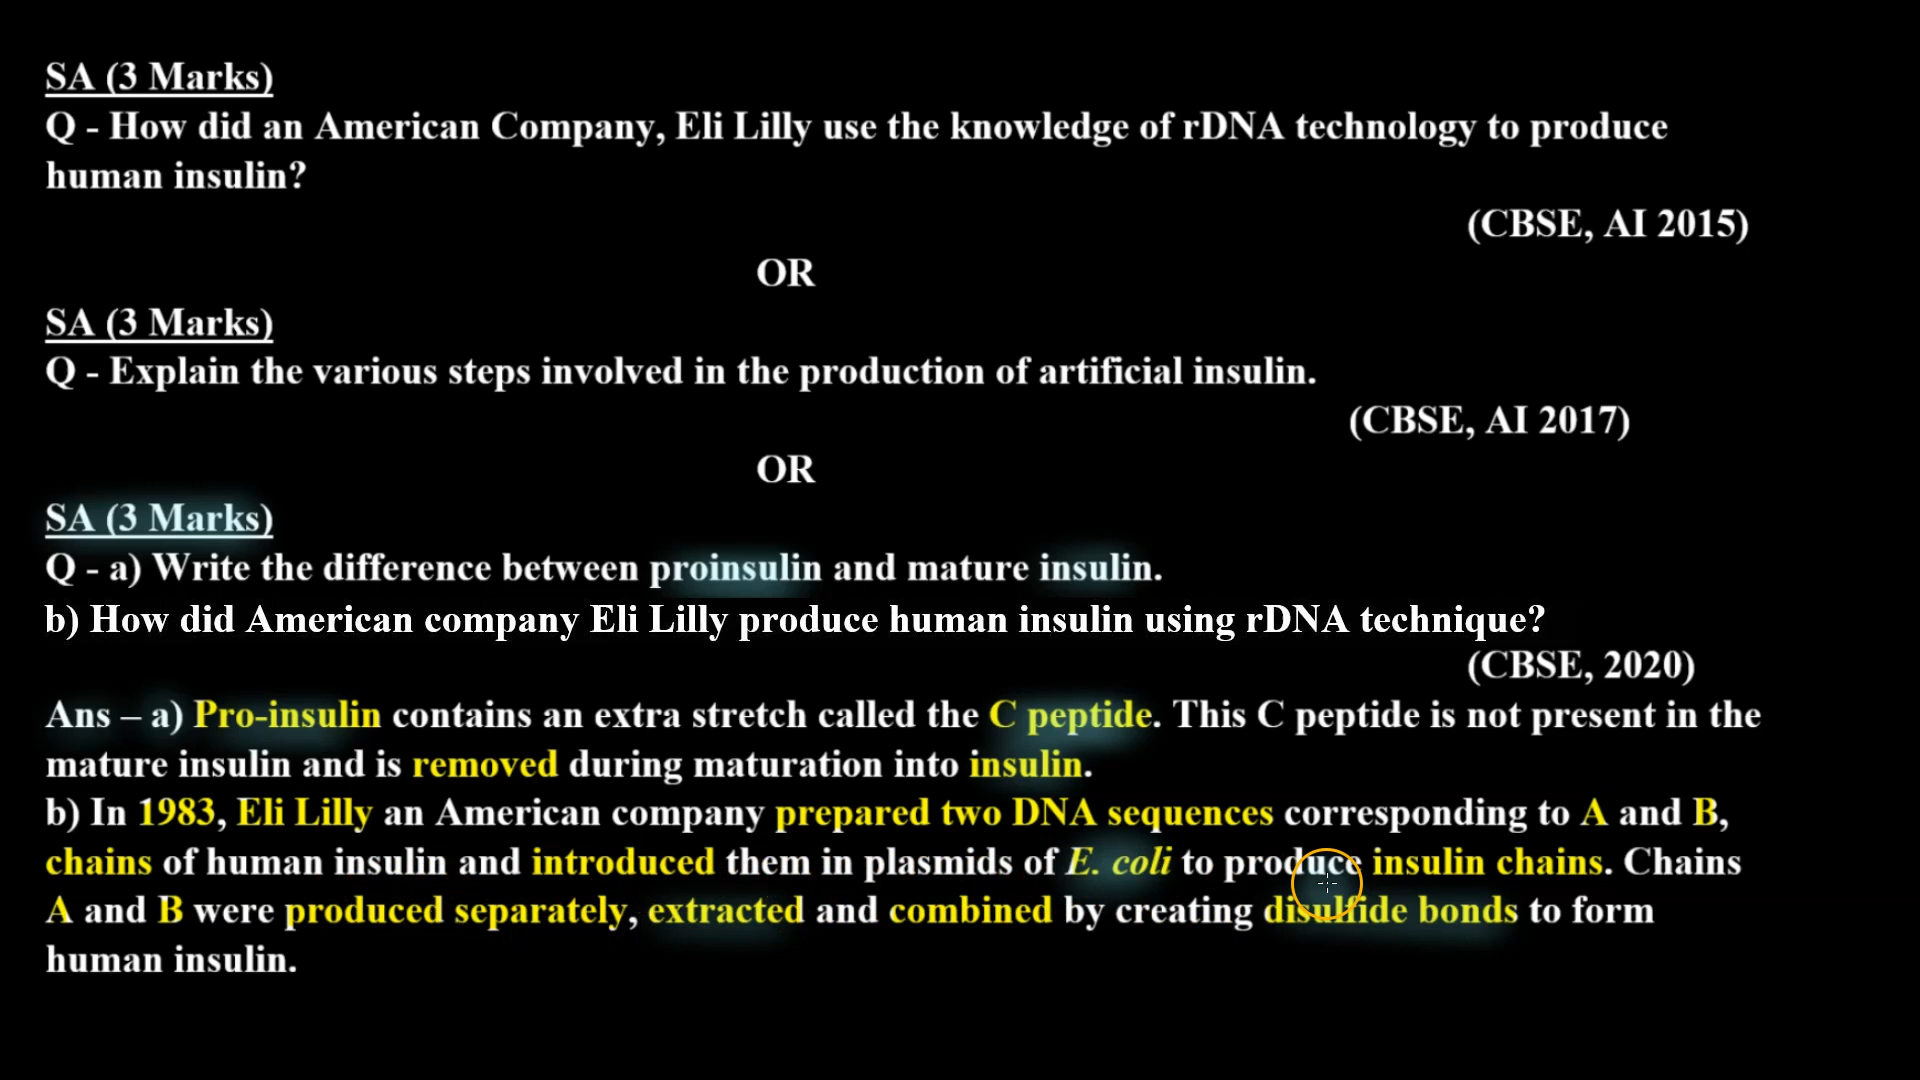 SA (3 Marks)
Q - How did an American Company, Eli Lilly use the knowledge of rDNA technology to produce
human insulin?
(CBSE, AI 2015)
OR
SA (3 Marks)
Q - Explain the various steps involved in the production of artificial insulin.
(CBSE, AI 2017)
OR
SA (3 Marks)
Q - a) Write the difference between proinsulin and mature insulin.
b) How did American company Eli Lilly produce human insulin using rDNA technique?
(CBSE, 2020)
Ans – a) Pro-insulin contains an extra stretch called the C peptide. This C peptide is not present in the
mature insulin and is removed during maturation into insulin.
b) In 1983, Eli Lilly an American company prepared two DNA sequences corresponding to A and B,
chains of human insulin and introduced them in plasmids of E. coli to produce insulin chains. Chains
A and B were produced separately, extracted and combined by creating disulfide bonds to form
human insulin.